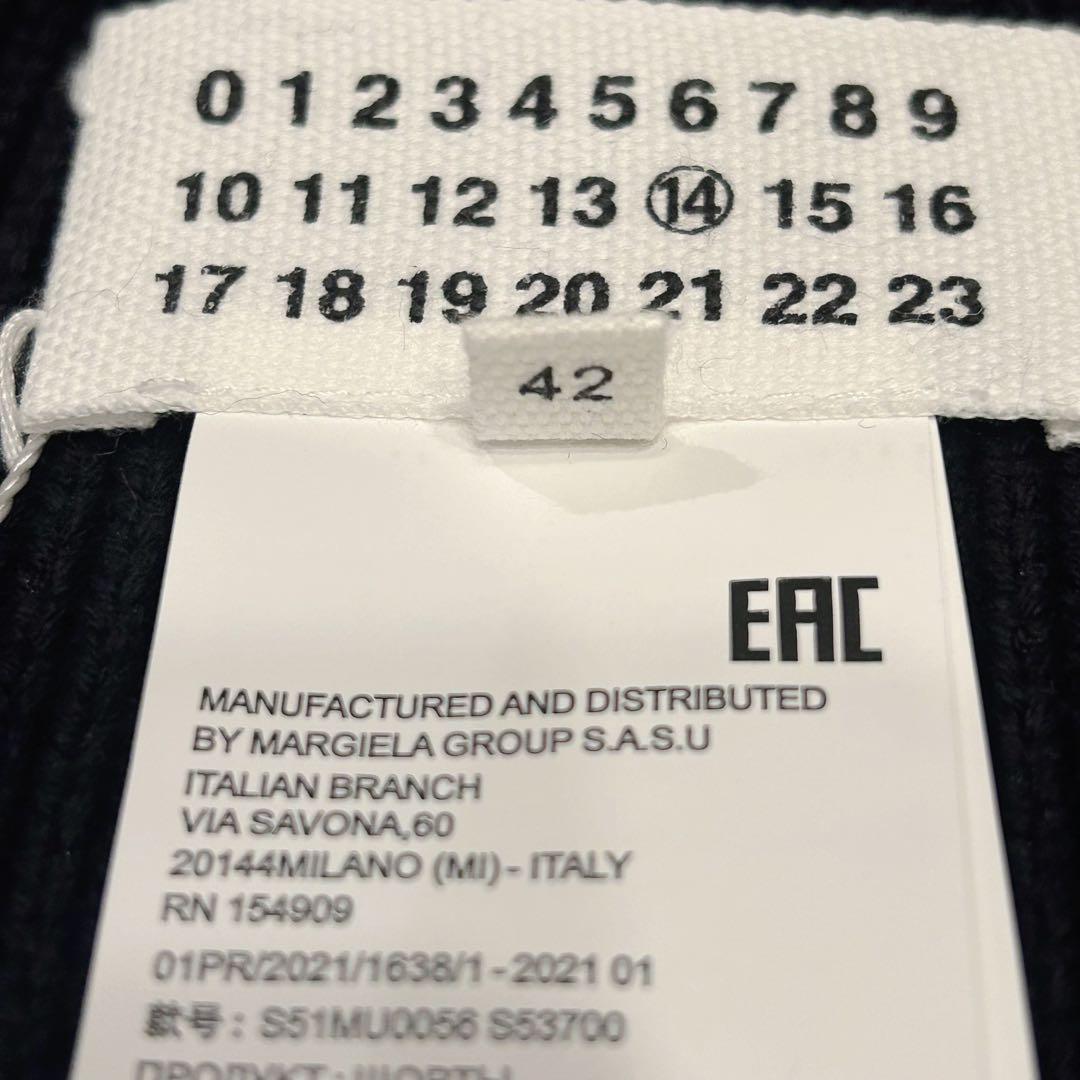 0 1 2 3 4 5 6 7 8 9
10 11 12 13 14 15 16
17 18 19 20 21 22 23
42
EAC
MANUFACTURED AND DISTRIBUTED
BY MARGIELA GROUP S.A.S.U
ITALIAN BRANCH
VIA SAVONA,60
20144MILANO (MI) - ITALY
RN 154909
01PR/2021/1638/1 - 2021 01
款号 : S51MU0056 S53700
ПРОДУКТ : ШОРТЫ